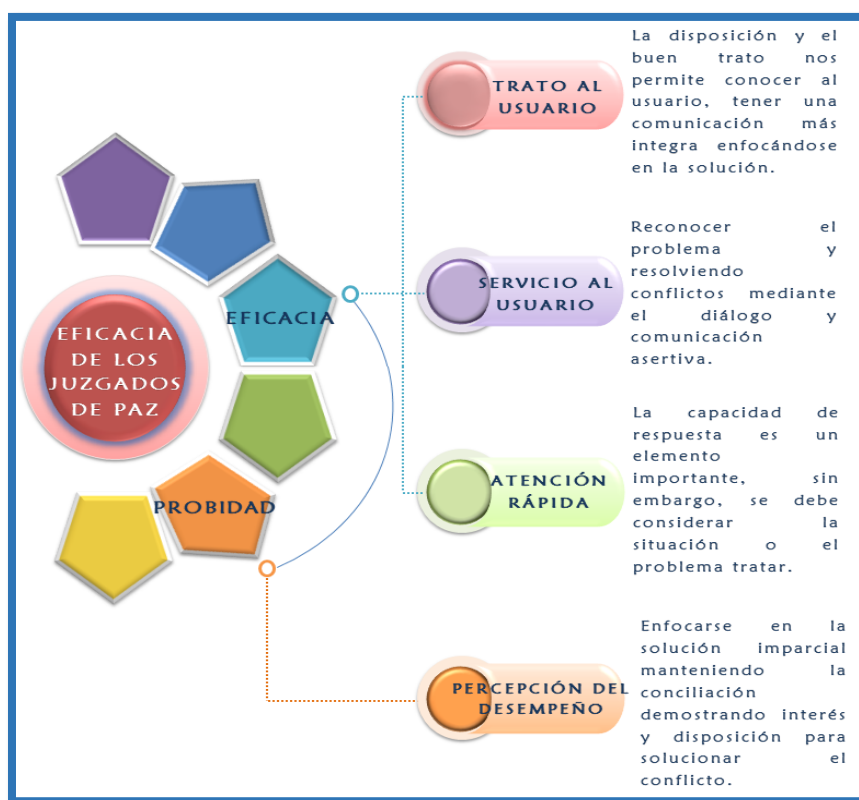 EFICACIA
DE LOS
JUZGADOS
DE PAZ
EFICACIA
PROBIDAD
TRATO AL
USUARIO
La disposición y el
buen trato nos
permite conocer al
usuario, tener una
comunicación más
integra enfocándose
en la solución.
SERVICIO AL
USUARIO
Reconocer el
problema y
resolviendo
conflictos mediante
el diálogo y
comunicación
asertiva.
ATENCIÓN
RÁPIDA
La capacidad de
respuesta es un
elemento
importante, sin
embargo, se debe
considerar la
situación o el
problema tratar.
PERCEPCIÓN DEL
DESEMPEÑO
Enfocarse en la
solución imparcial
manteniendo la
conciliación
demostrando interés
y disposición para
solucionar el
conflicto.